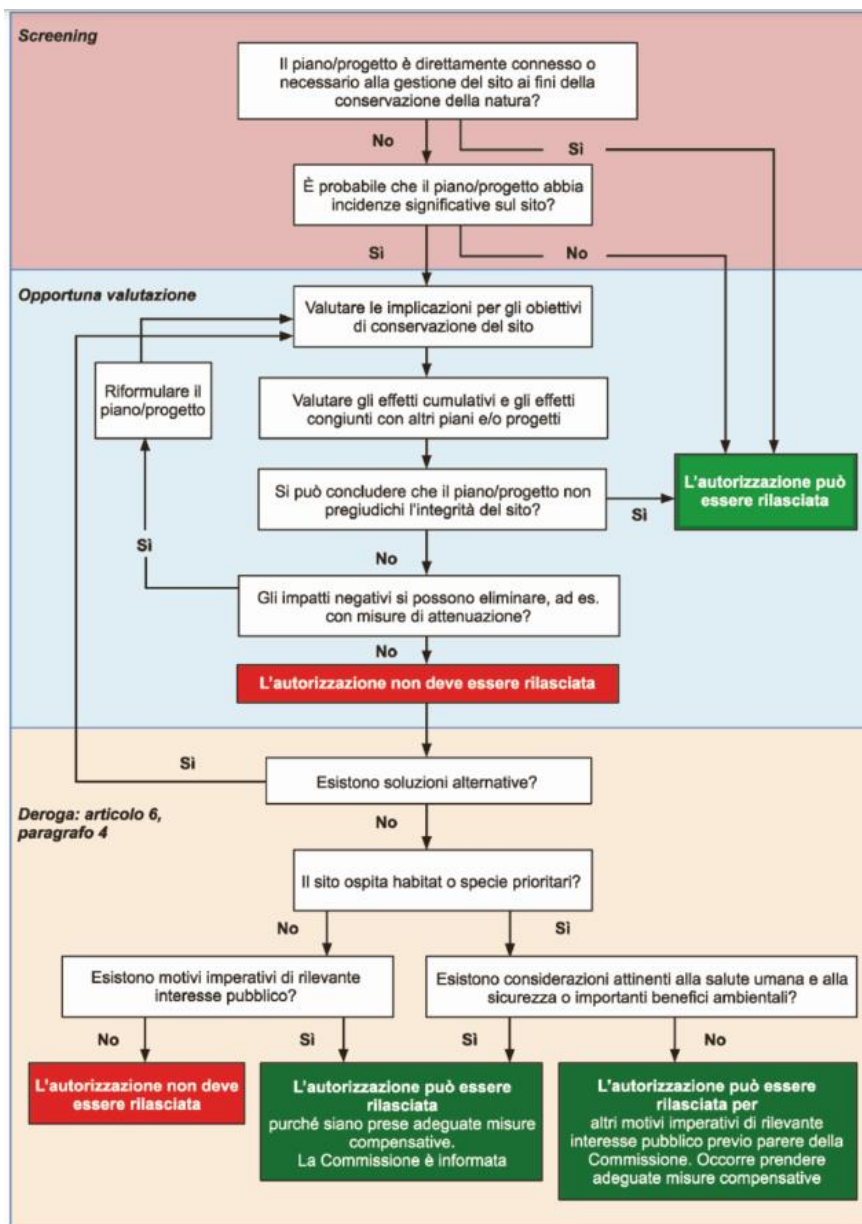 Screening
Il piano/progetto è direttamente connesso o
necessario alla gestione del sito ai fini della
conservazione della natura?
No
Sì
È probabile che il piano/progetto abbia
incidenze significative sul sito?
Sì
No
Opportuna valutazione
Valutare le implicazioni per gli obiettivi
di conservazione del sito
Riformulare il
piano/progetto
Valutare gli effetti cumulativi e gli effetti
congiunti con altri piani e/o progetti
L'autorizzazione può
essere rilasciata
Si può concludere che il piano/progetto non
pregiudichi l'integrità del sito?
Sì
Sì
No
Gli impatti negativi si possono eliminare, ad es.
con misure di attenuazione?
No
L'autorizzazione non deve essere rilasciata
Sì
Esistono soluzioni alternative?
Deroga: articolo 6,
paragrafo 4
No
Il sito ospita habitat o specie prioritari?
No
Sì
Esistono motivi imperativi di rilevante
interesse pubblico?
Esistono considerazioni attinenti alla salute umana e alla
sicurezza o importanti benefici ambientali?
No
Sì
Sì
No
L'autorizzazione non deve
essere rilasciata
L'autorizzazione può essere
rilasciata
purché siano prese adeguate misure
compensative.
La Commissione è informata
L'autorizzazione può essere
rilasciata per
altri motivi imperativi di rilevante
interesse pubblico previo parere della
Commissione. Occorre prendere
adeguate misure compensative